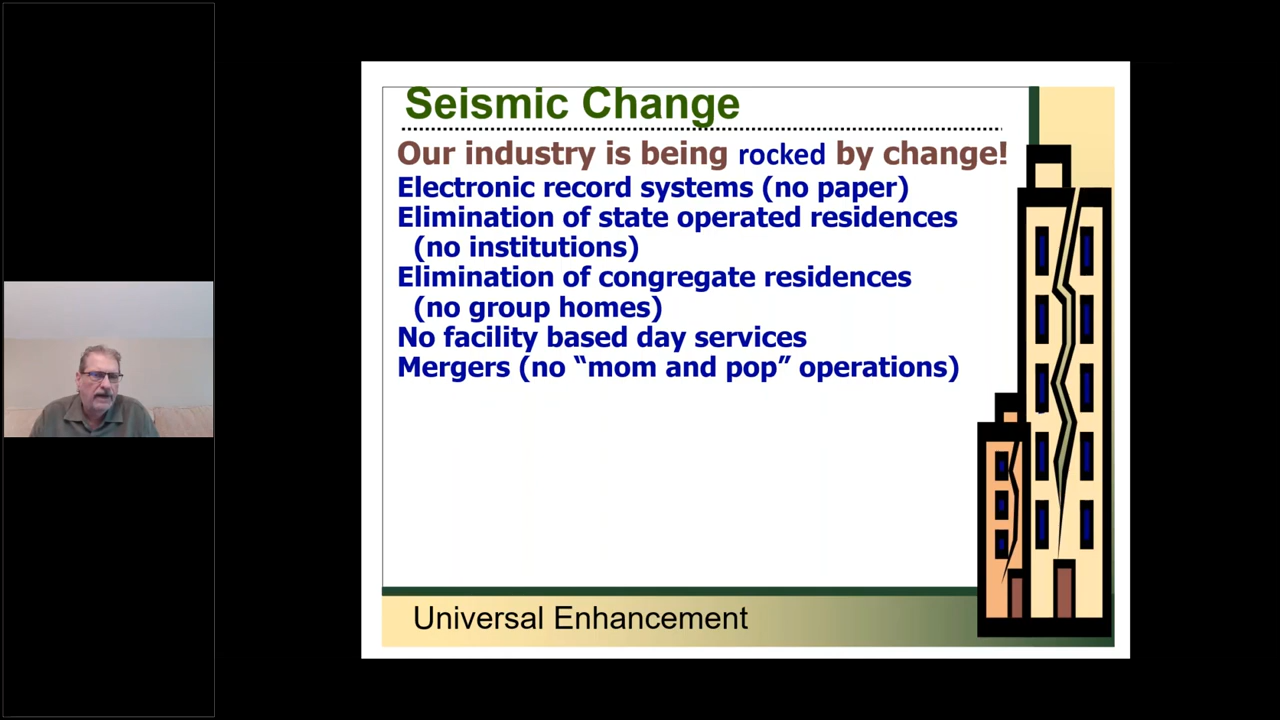 Seismic Change
Our industry is being rocked by change!
Electronic record systems (no paper)
Elimination of state operated residences
(no institutions)
Elimination of congregate residences
(no group homes)
No facility based day services
Mergers (no “mom and pop” operations)
Universal Enhancement